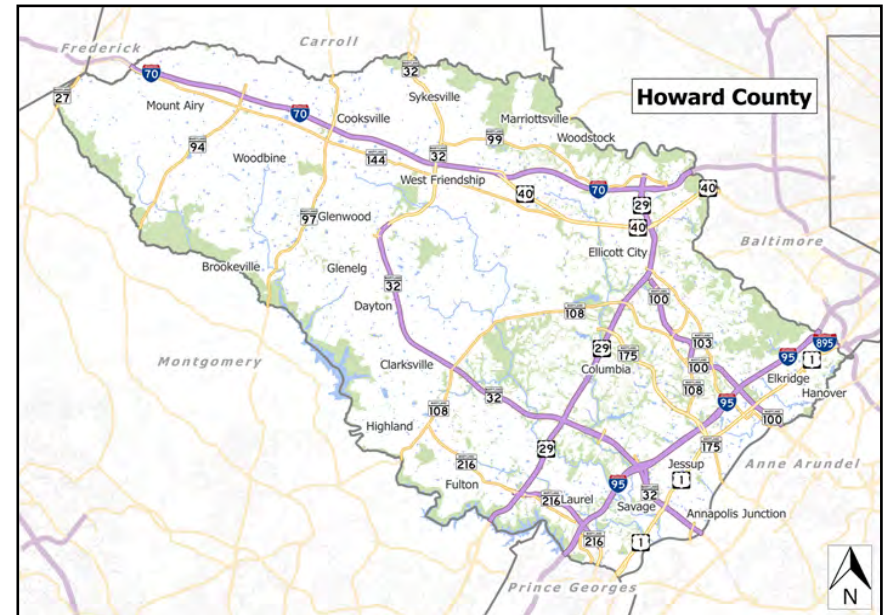 Frederick
Carroll
70
32
27
Mount Airy
70
Sykesville
Howard County
Cooksville
Marriottsville
94
99
Woodstock
Woodbine
144
32
West Friendship
40
70
40
29
97
Glenwood
40
Baltimore
Ellicott City
Brookeville
Glenelg
32
100
Dayton
108
103
895
29
175
95
1
Montgomery
Clarksville
Columbia
100
Elkridge
108
Hanover
32
95
108
100
Highland
29
175
216
Jessup
Anne Arundel
Fulton
95
1
216
Laurel
32
Savage
Annapolis Junction
216
1
Prince Georges
N